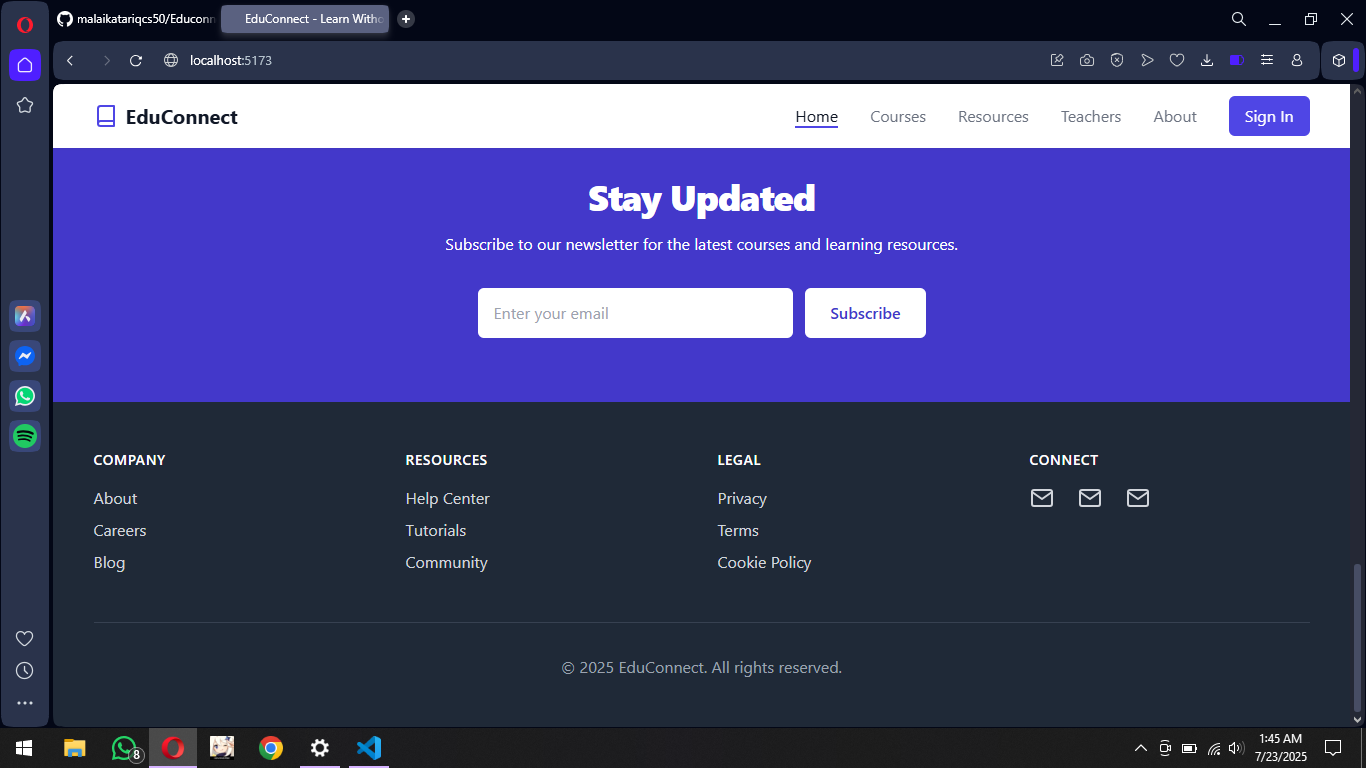 malaikatariqcs50/Educonn
EduConnect - Learn Witho
localhost:5173
EduConnect
Home
Courses
Resources
Teachers
About
Sign In
Stay Updated
Subscribe to our newsletter for the latest courses and learning resources.
Enter your email
Subscribe
COMPANY
About
Careers
Blog
RESOURCES
Help Center
Tutorials
Community
LEGAL
Privacy
Terms
Cookie Policy
CONNECT
© 2025 EduConnect. All rights reserved.
8
1:45 AM
7/23/2025